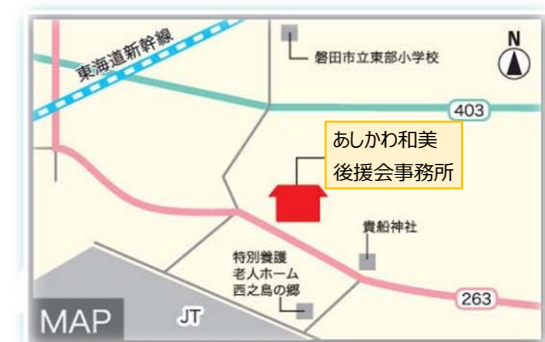 東海道新幹線
磐田市立東部小学校
N
403
あしかわ和美
後援会事務所
貴船神社
特別養護
老人ホーム
西之島の郷
263
MAP
JT